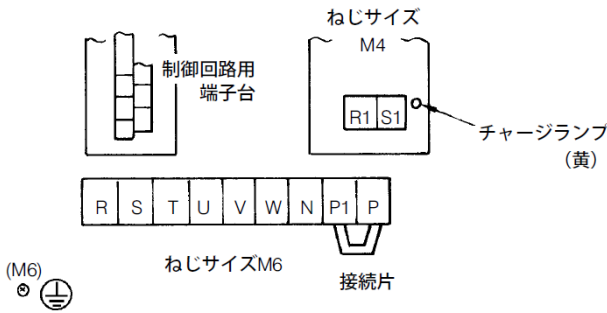 ねじサイズ
M4
制御回路用
端子台
R1 S1
チャージランプ
(黄)
R S T U V W N P1 P
ねじサイズM6
接続片
(M6)